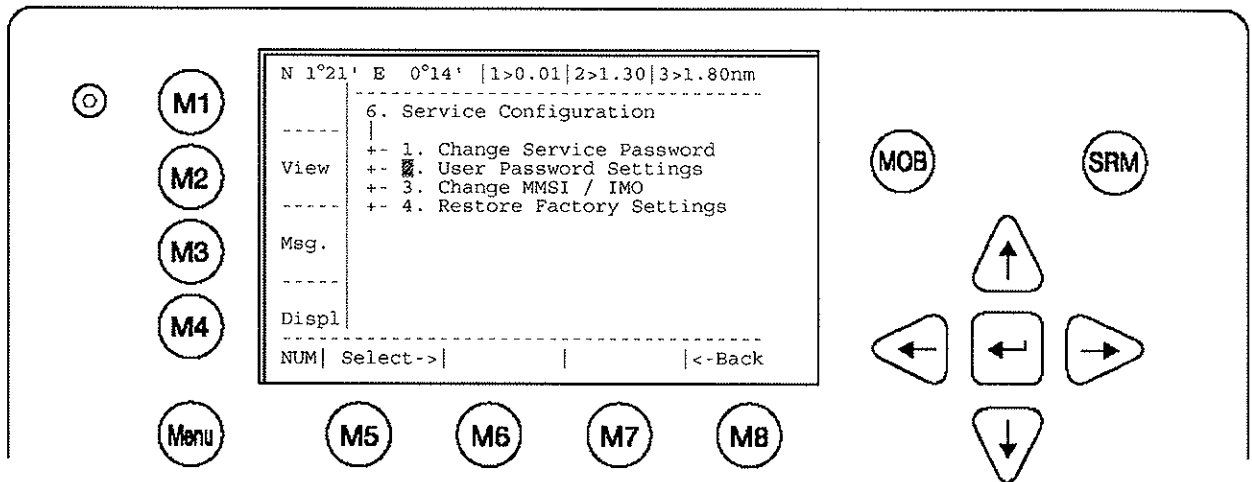 N 1°21' E 0°14' |1>0.01|2>1.30|3>1.80nm
M1
6. Service Configuration
+- 1. Change Service Password
MOB
SRM
M2
View
+- 2. User Password Settings
+- 3. Change MMSI / IMO
+- 4. Restore Factory Settings
M3
Msg.
M4
Displ
NUM| Select->| | |<-Back
Menu
M5
M6
M7
M8